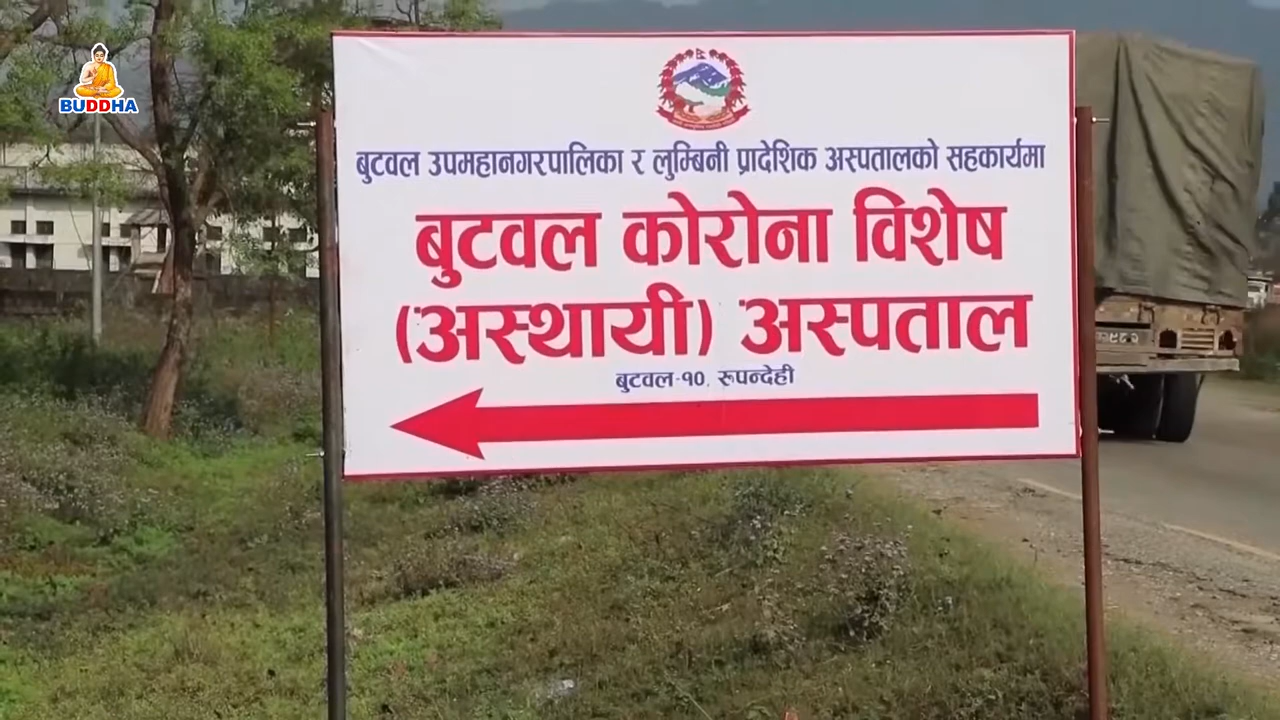 BUDDHA
बुटवल उपमहानगरपालिका र लुम्बिनी प्रादेशिक अस्पतालको सहकार्यमा
बुटवल कोरोना विशेष
(अस्थायी) अस्पताल
बुटवल-१०, रुपन्देही